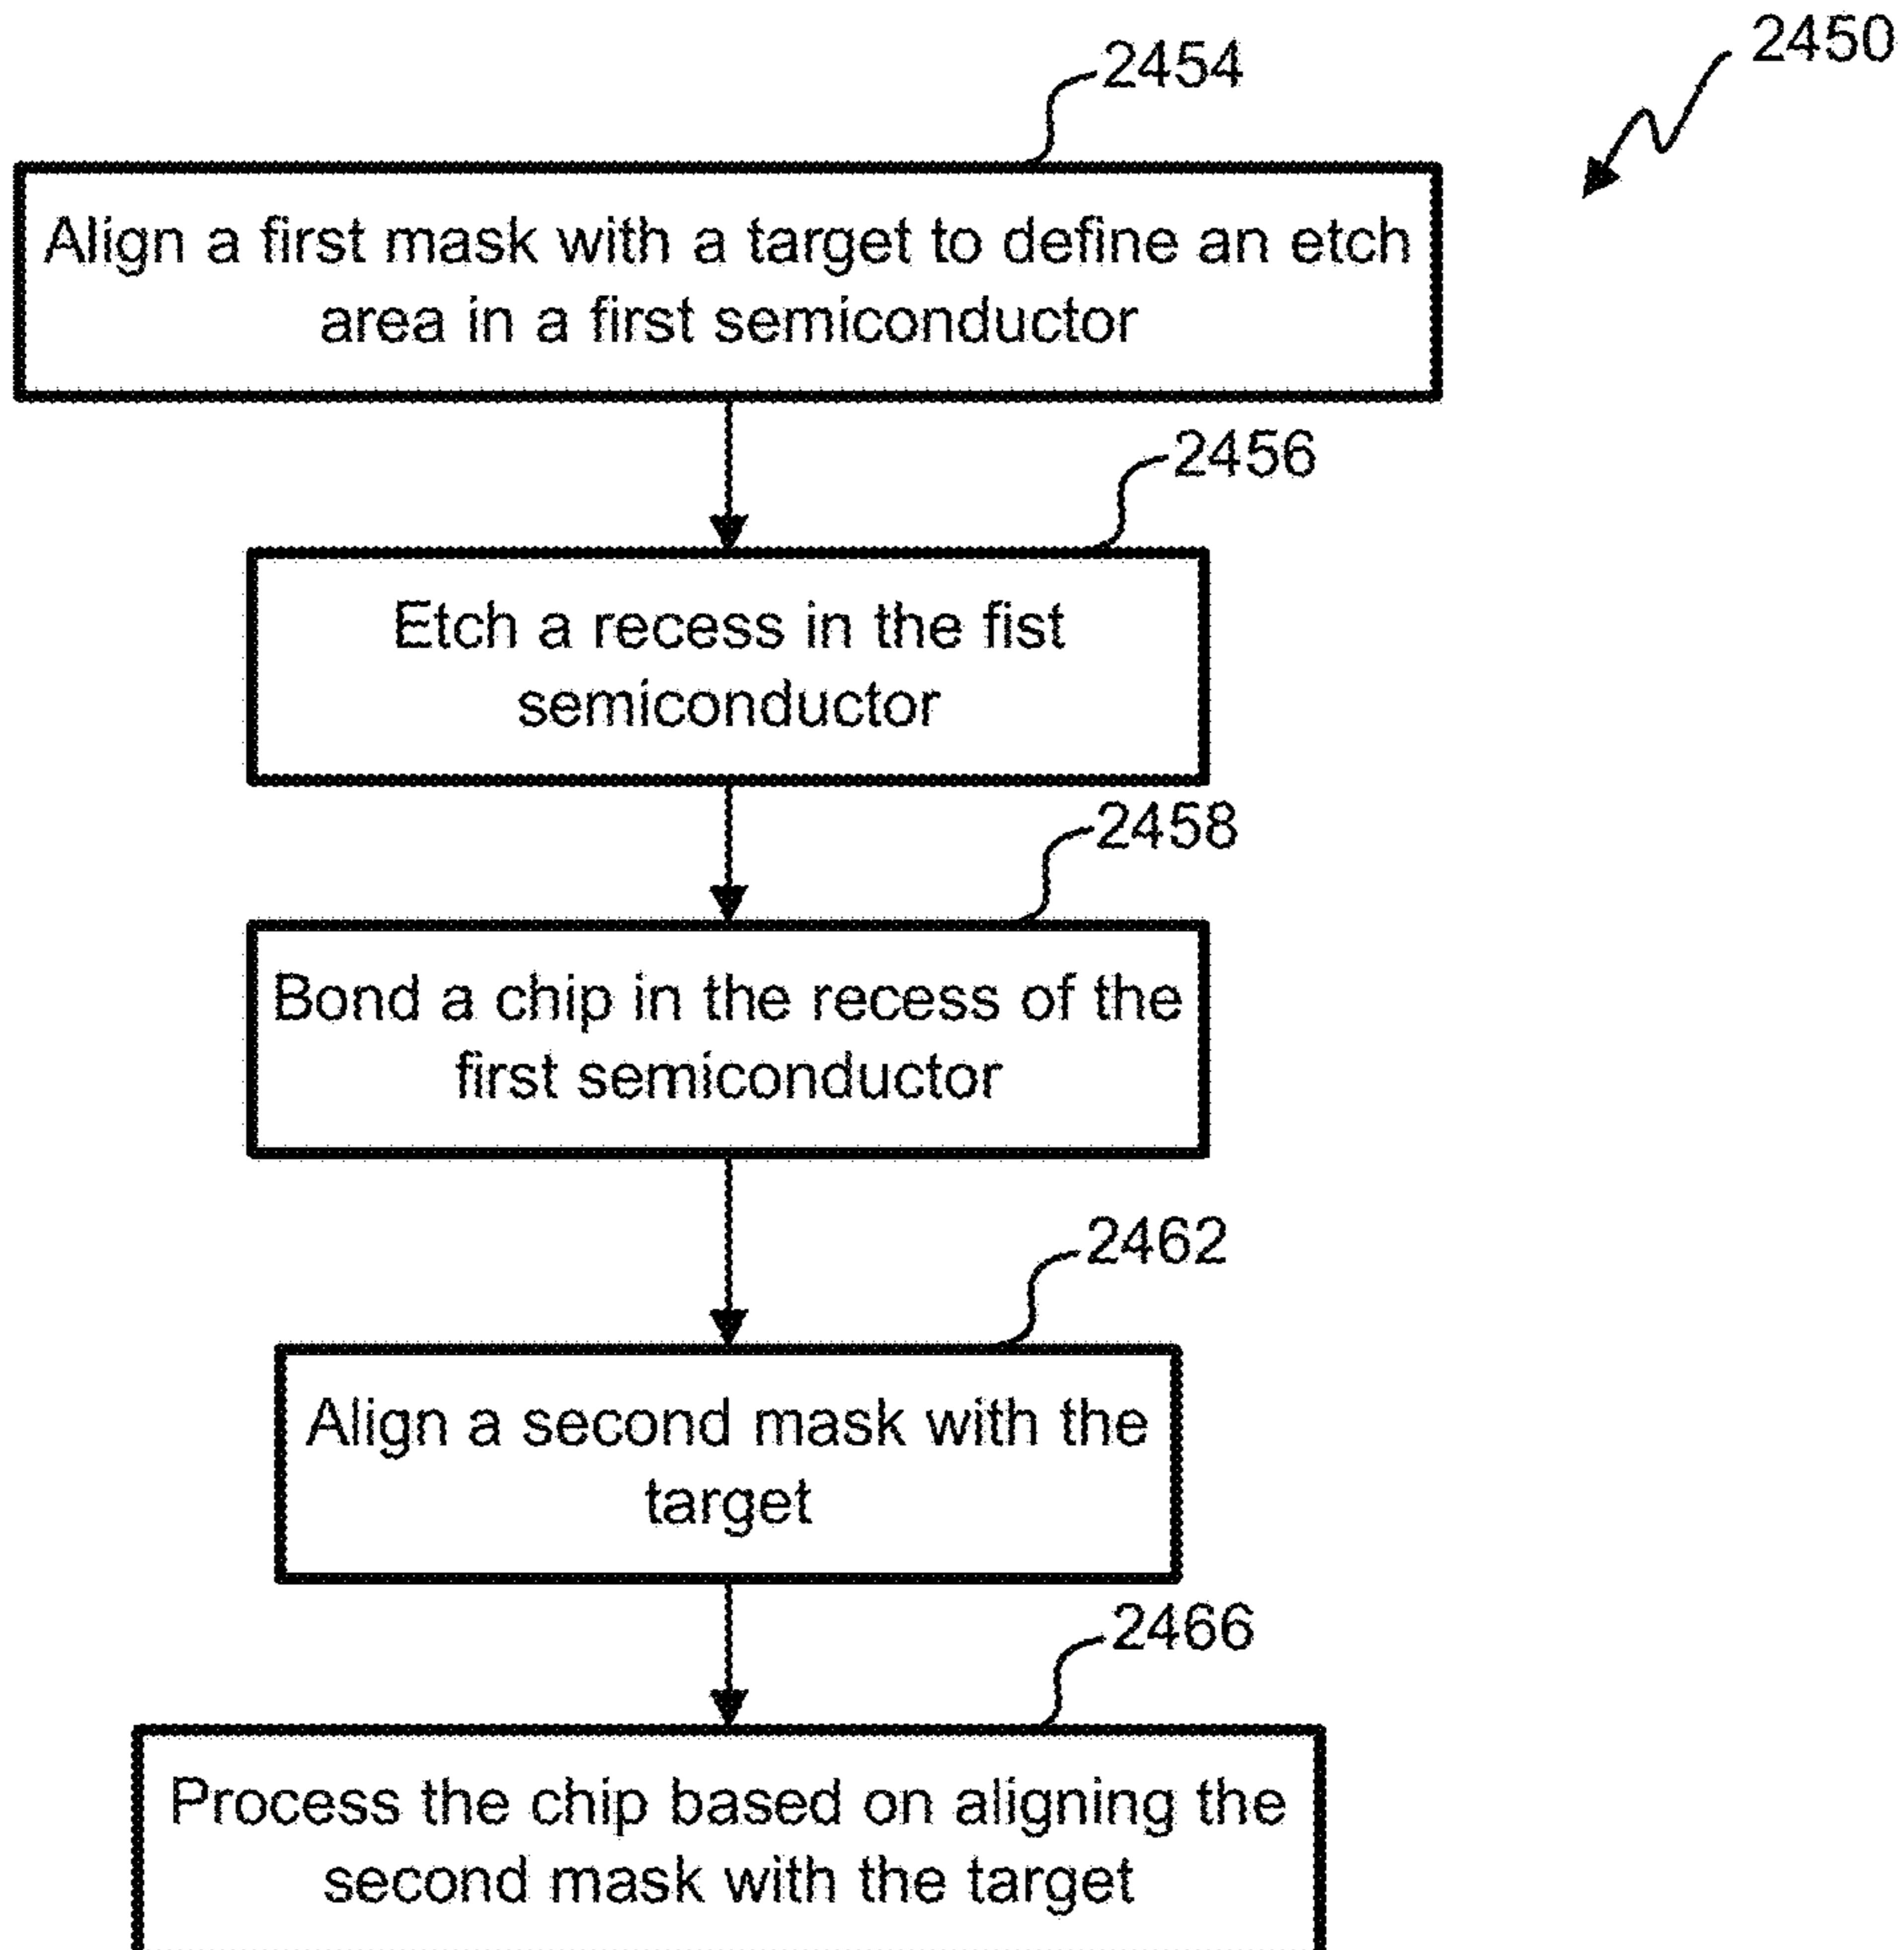 2450
2454
Align a first mask with a target to define an etch
area in a first semiconductor
2456
Etch a recess in the fist
semiconductor
2458
Bond a chip in the recess of the
first semiconductor
2462
Align a second mask with the
target
2466
Process the chip based on aligning the
second mask with the target